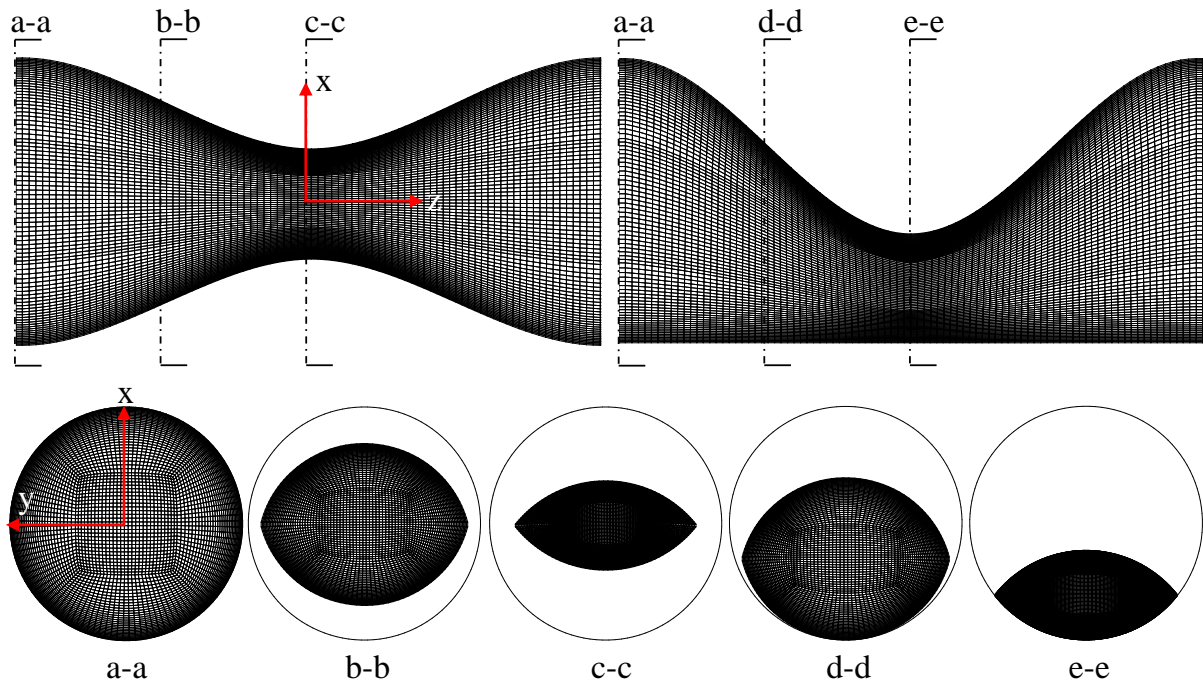 a-a b-b c-c a-a d-d e-e
x
z
x
y
a-a b-b c-c d-d e-e